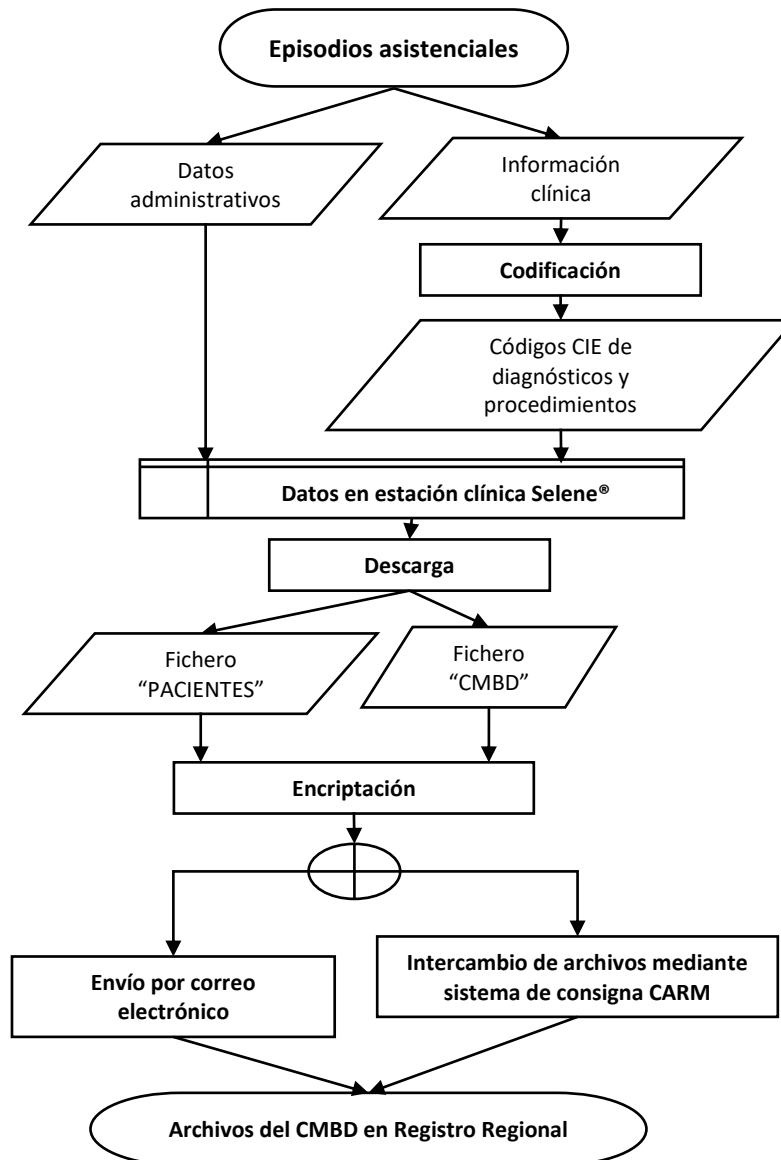 Episodios asistenciales
Datos
administrativos
Información
clínica
Codificación
Códigos CIE de
diagnósticos y
procedimientos
Datos en estación clínica Selene®
Descarga
Fichero
“PACIENTES”
Fichero
“CMBD”
Encriptación
Envío por correo
electrónico
Intercambio de archivos mediante
sistema de consigna CARM
Archivos del CMBD en Registro Regional